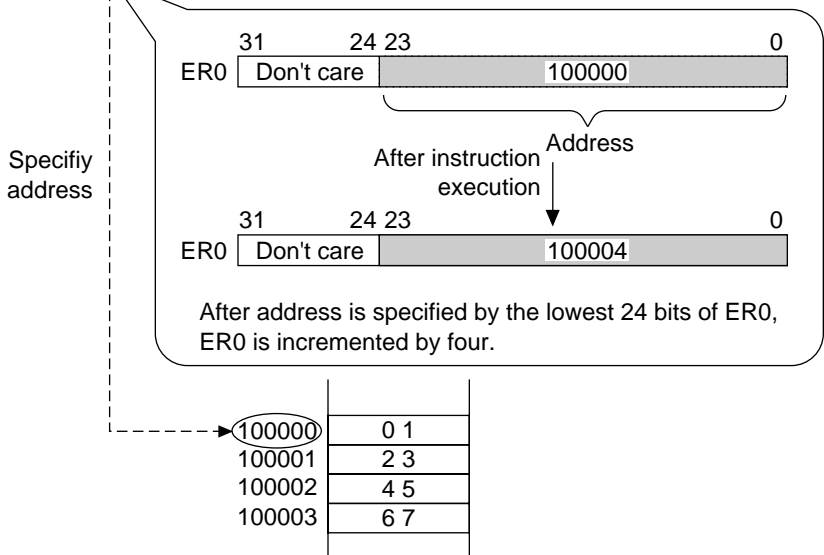 31 24 23 0
ER0 Don't care 100000
Address
After instruction
execution
Specifiy
address
31 24 23 0
ER0 Don't care 100004
After address is specified by the lowest 24 bits of ER0,
ER0 is incremented by four.
100000 0 1
100001 2 3
100002 4 5
100003 6 7